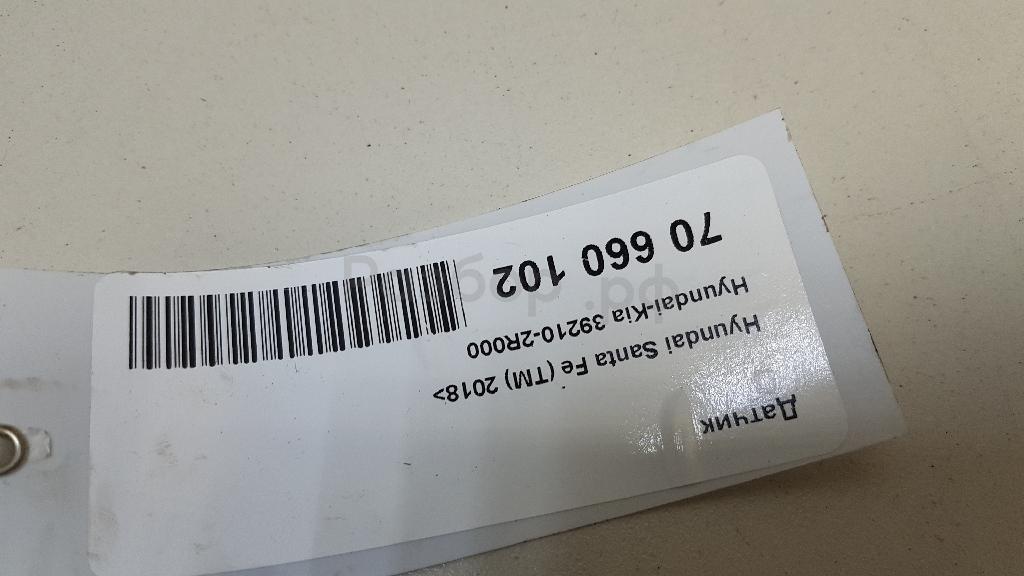 Датчик
Hyundai Santa Fe (TM) 2018>
Hyundai-Kia 39210-2R000
70 660 102